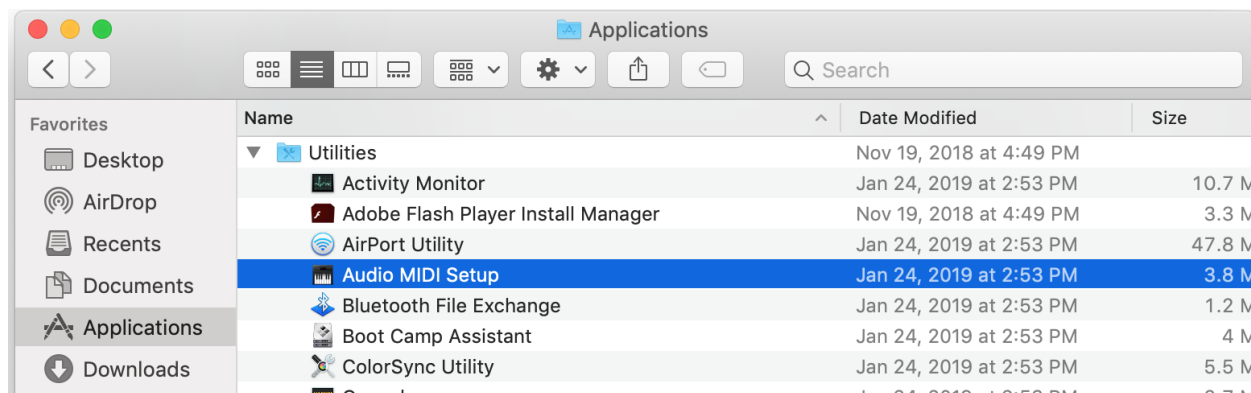 Applications
Search
Favorites
Desktop
AirDrop
Recents
Documents
Applications
Downloads
Name Date Modified Size
Utilities Nov 19, 2018 at 4:49 PM
Activity Monitor Jan 24, 2019 at 2:53 PM 10.7 M
Adobe Flash Player Install Manager Nov 19, 2018 at 4:49 PM 3.3 M
AirPort Utility Jan 24, 2019 at 2:53 PM 47.8 M
Audio MIDI Setup Jan 24, 2019 at 2:53 PM 3.8 M
Bluetooth File Exchange Jan 24, 2019 at 2:53 PM 1.2 M
Boot Camp Assistant Jan 24, 2019 at 2:53 PM 4 M
ColorSync Utility Jan 24, 2019 at 2:53 PM 5.5 M